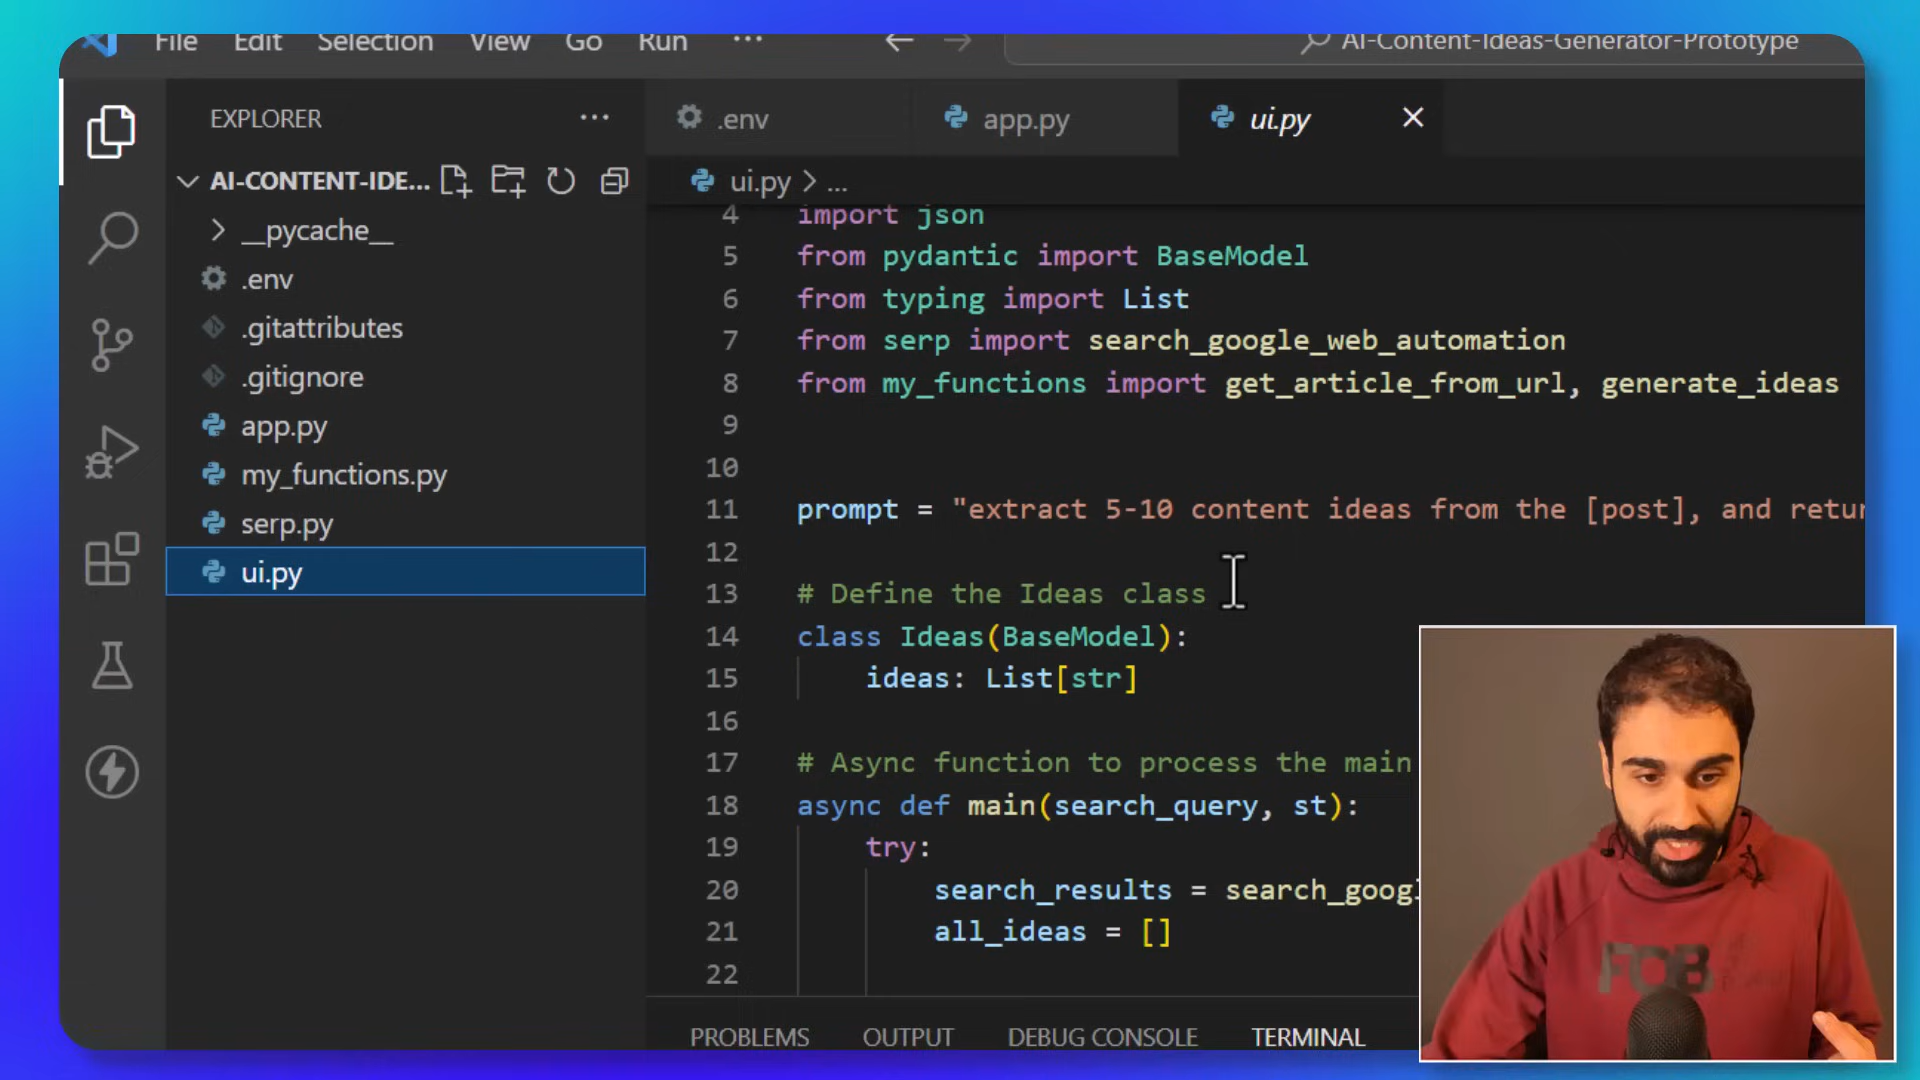 File Edit Selection View Go Run ...
AI-Content-Ideas-Generator-Prototype
EXPLORER ...
AI-CONTENT-IDE...
__pycache__
.env
.gitattributes
.gitignore
app.py
my_functions.py
serp.py
ui.py
.env app.py ui.py
ui.py > ...
4 import json
5 from pydantic import BaseModel
6 from typing import List
7 from serp import search_google_web_automation
8 from my_functions import get_article_from_url, generate_ideas
9
10
11 prompt = "extract 5-10 content ideas from the [post], and retur
12
13 # Define the Ideas class
14 class Ideas(BaseModel):
15 ideas: List[str]
16
17 # Async function to process the main
18 async def main(search_query, st):
19 try:
20 search_results = search_goog
21 all_ideas = []
22
PROBLEMS OUTPUT DEBUG CONSOLE TERMINAL
FOB